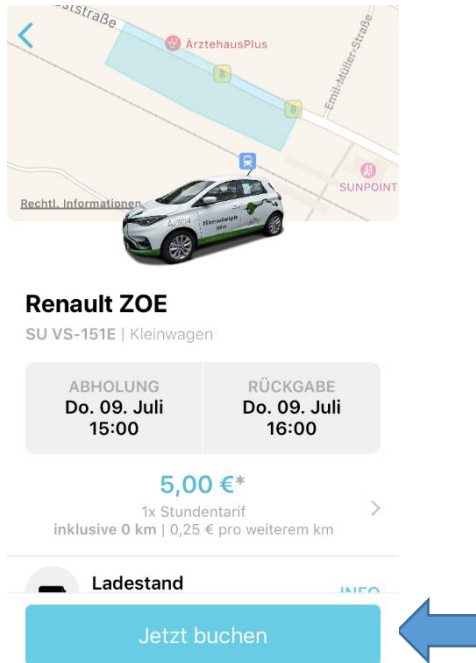 ststraße
ÄrztehausPlus
Emil-Müller-Straße
SUNPOINT
Rechtl. Informationen
Renault ZOE
SU VS-151E | Kleinwagen
ABHOLUNG
Do. 09. Juli
15:00
RÜCKGABE
Do. 09. Juli
16:00
5,00 €*
1x Stundentarif
inklusive 0 km | 0,25 € pro weiterem km
Ladestand
INFO
Jetzt buchen